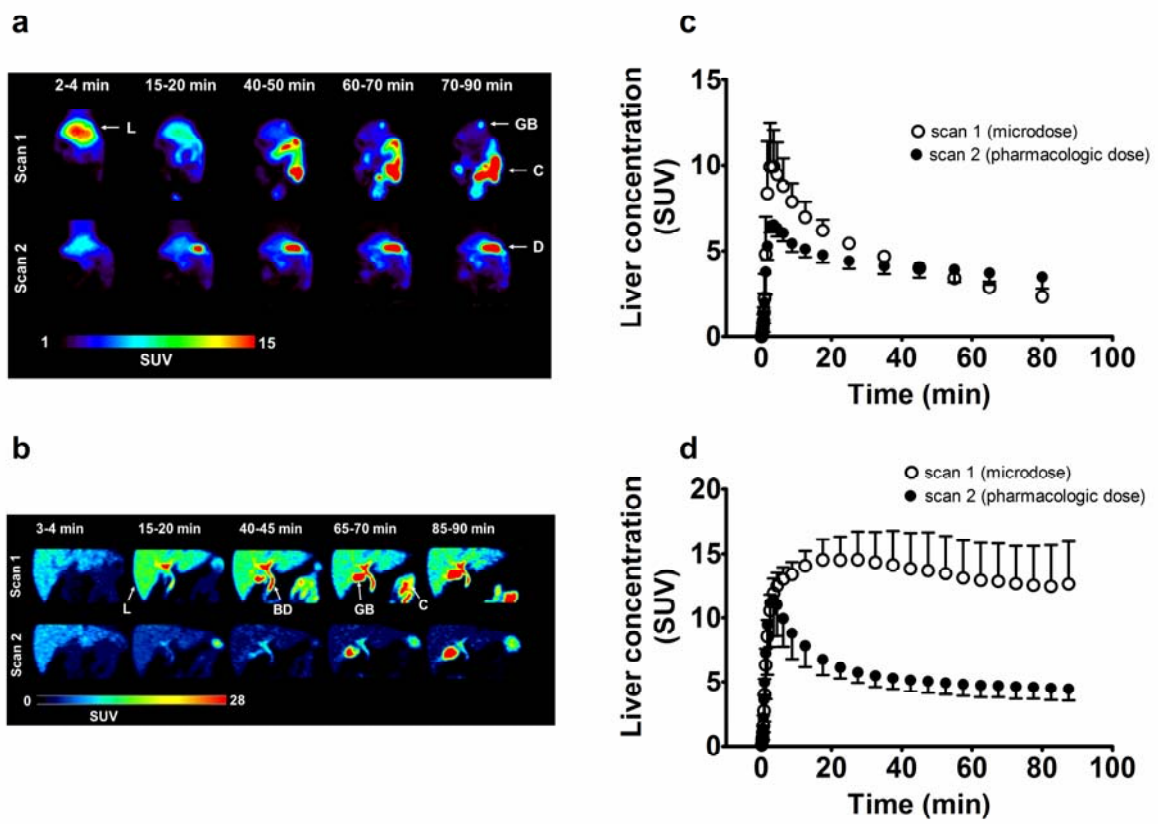 a
2-4 min 15-20 min 40-50 min 60-70 min 70-90 min
Scan 1
L
GB
C
Scan 2
D
1 15
SUV
b
3-4 min 15-20 min 40-45 min 65-70 min 85-90 min
Scan 1
L
BD
GB
C
Scan 2
0 28
SUV
c
scan 1 (microdose)
scan 2 (pharmacologic dose)
Liver concentration
(SUV)
15
10
5
0
0 20 40 60 80 100
Time (min)
d
scan 1 (microdose)
scan 2 (pharmacologic dose)
Liver concentration
(SUV)
20
15
10
5
0
0 20 40 60 80 100
Time (min)